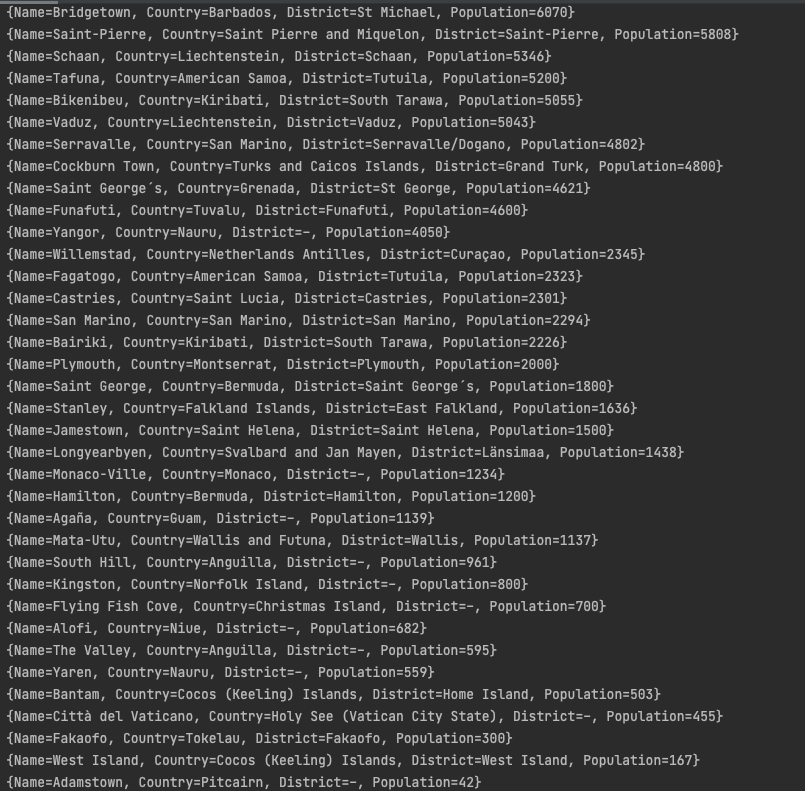 {Name=Bridgetown, Country=Barbados, District=St Michael, Population=6070}
{Name=Saint-Pierre, Country=Saint Pierre and Miquelon, District=Saint-Pierre, Population=5808}
{Name=Schaan, Country=Liechtenstein, District=Schaan, Population=5346}
{Name=Tafuna, Country=American Samoa, District=Tutuila, Population=5200}
{Name=Bikenibeu, Country=Kiribati, District=South Tarawa, Population=5055}
{Name=Vaduz, Country=Liechtenstein, District=Vaduz, Population=5043}
{Name=Serravalle, Country=San Marino, District=Serravalle/Dogano, Population=4802}
{Name=Cockburn Town, Country=Turks and Caicos Islands, District=Grand Turk, Population=4800}
{Name=Saint George´s, Country=Grenada, District=St George, Population=4621}
{Name=Funafuti, Country=Tuvalu, District=Funafuti, Population=4600}
{Name=Yangor, Country=Nauru, District=–, Population=4050}
{Name=Willemstad, Country=Netherlands Antilles, District=Curaçao, Population=2345}
{Name=Fagatogo, Country=American Samoa, District=Tutuila, Population=2323}
{Name=Castries, Country=Saint Lucia, District=Castries, Population=2301}
{Name=San Marino, Country=San Marino, District=San Marino, Population=2294}
{Name=Bairiki, Country=Kiribati, District=South Tarawa, Population=2226}
{Name=Plymouth, Country=Montserrat, District=Plymouth, Population=2000}
{Name=Saint George, Country=Bermuda, District=Saint George´s, Population=1800}
{Name=Stanley, Country=Falkland Islands, District=East Falkland, Population=1636}
{Name=Jamestown, Country=Saint Helena, District=Saint Helena, Population=1500}
{Name=Longyearbyen, Country=Svalbard and Jan Mayen, District=Länsimaa, Population=1438}
{Name=Monaco-Ville, Country=Monaco, District=–, Population=1234}
{Name=Hamilton, Country=Bermuda, District=Hamilton, Population=1200}
{Name=Agaña, Country=Guam, District=–, Population=1139}
{Name=Mata-Utu, Country=Wallis and Futuna, District=Wallis, Population=1137}
{Name=South Hill, Country=Anguilla, District=–, Population=961}
{Name=Kingston, Country=Norfolk Island, District=–, Population=800}
{Name=Flying Fish Cove, Country=Christmas Island, District=–, Population=700}
{Name=Alofi, Country=Niue, District=–, Population=682}
{Name=The Valley, Country=Anguilla, District=–, Population=595}
{Name=Yaren, Country=Nauru, District=–, Population=559}
{Name=Bantam, Country=Cocos (Keeling) Islands, District=Home Island, Population=503}
{Name=Città del Vaticano, Country=Holy See (Vatican City State), District=–, Population=455}
{Name=Fakaofo, Country=Tokelau, District=Fakaofo, Population=300}
{Name=West Island, Country=Cocos (Keeling) Islands, District=West Island, Population=167}
{Name=Adamstown, Country=Pitcairn, District=–, Population=42}